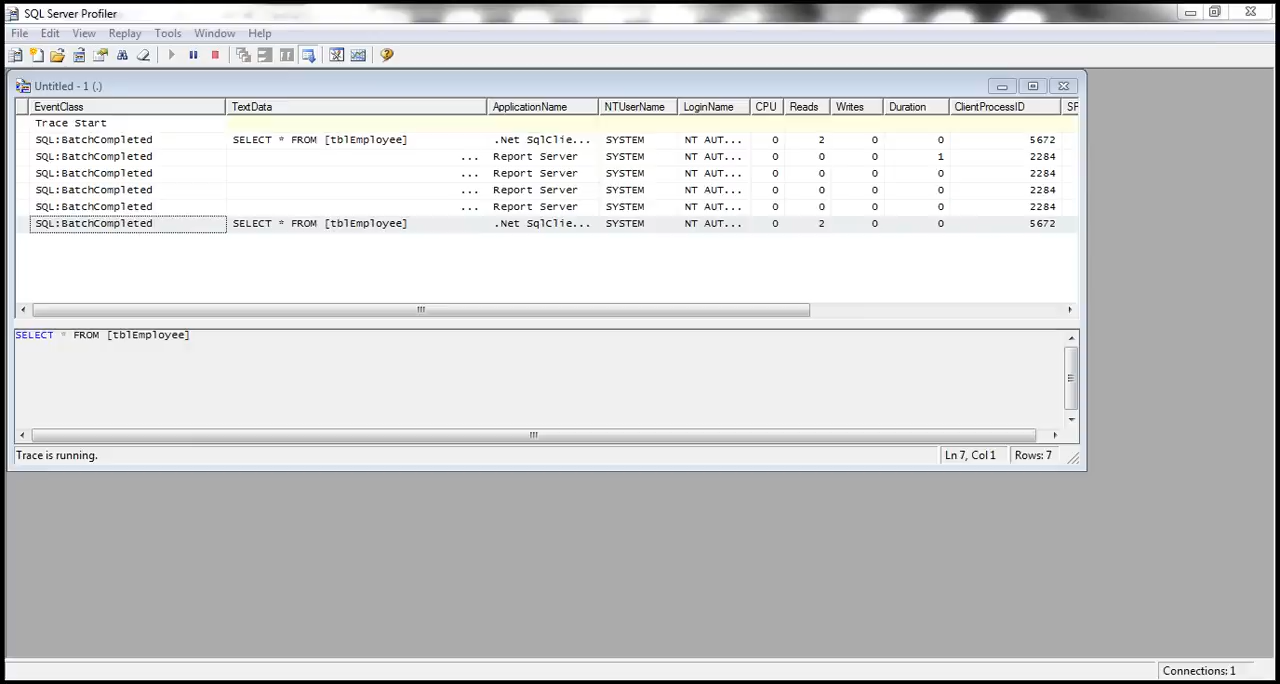 SQL Server Profiler
File Edit View Replay Tools Window Help
Untitled - 1 (.)
EventClass TextData ApplicationName NTUserName LoginName CPU Reads Writes Duration ClientProcessID SP
Trace Start
SQL:BatchCompleted SELECT * FROM [tblEmployee] .Net SqlClie... SYSTEM NT AUT... 0 2 0 0 5672
SQL:BatchCompleted ... Report Server SYSTEM NT AUT... 0 0 0 1 2284
SQL:BatchCompleted ... Report Server SYSTEM NT AUT... 0 0 0 0 2284
SQL:BatchCompleted ... Report Server SYSTEM NT AUT... 0 0 0 0 2284
SQL:BatchCompleted ... Report Server SYSTEM NT AUT... 0 0 0 0 2284
SQL:BatchCompleted SELECT * FROM [tblEmployee] .Net SqlClie... SYSTEM NT AUT... 0 2 0 0 5672
SELECT * FROM [tblEmployee]
Trace is running. Ln 7, Col 1 Rows: 7
Connections: 1